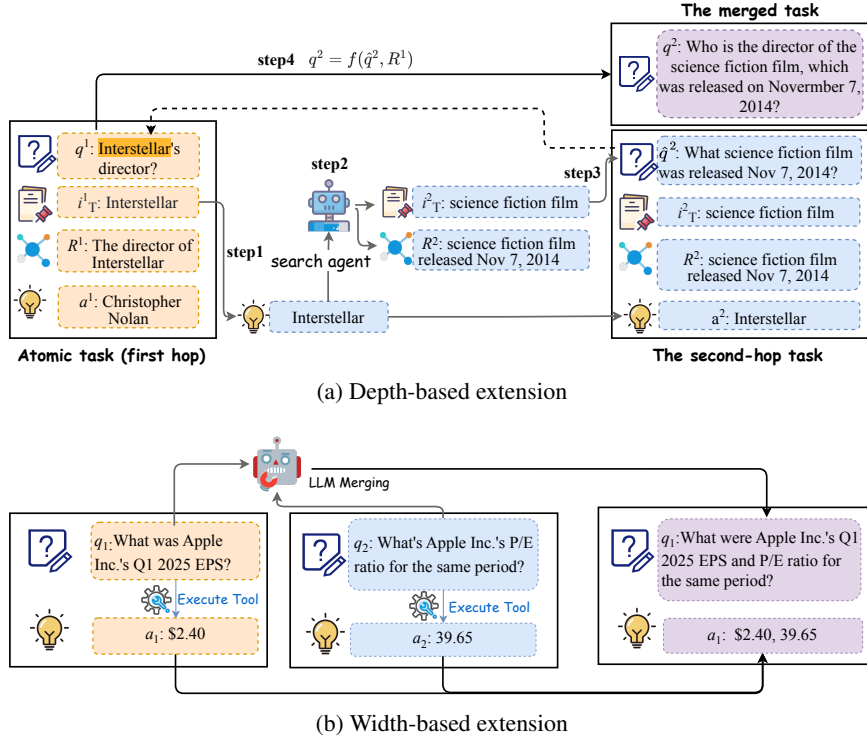 The merged task
step4 q² = f(q̂², R¹)
q²: Who is the director of the
science fiction film, which
was released on Novermber 7,
2014?
q¹: Interstellar's
director?
i¹_T: Interstellar
R¹: The director of
Interstellar
a¹: Christopher
Nolan
Atomic task (first hop)
step1
step2
search agent
Interstellar
i²_T: science fiction film
R²: science fiction film
released Nov 7, 2014
step3
q̂²: What science fiction film
was released Nov 7, 2014?
i²_T: science fiction film
R²: science fiction film
released Nov 7, 2014
a²: Interstellar
The second-hop task
(a) Depth-based extension
LLM Merging
q₁:What was Apple
Inc.'s Q1 2025 EPS?
Execute Tool
a₁: $2.40
q₂: What's Apple Inc.'s P/E
ratio for the same period?
Execute Tool
a₂: 39.65
q₁:What were Apple Inc.'s Q1
2025 EPS and P/E ratio for
the same period?
a₁: $2.40, 39.65
(b) Width-based extension